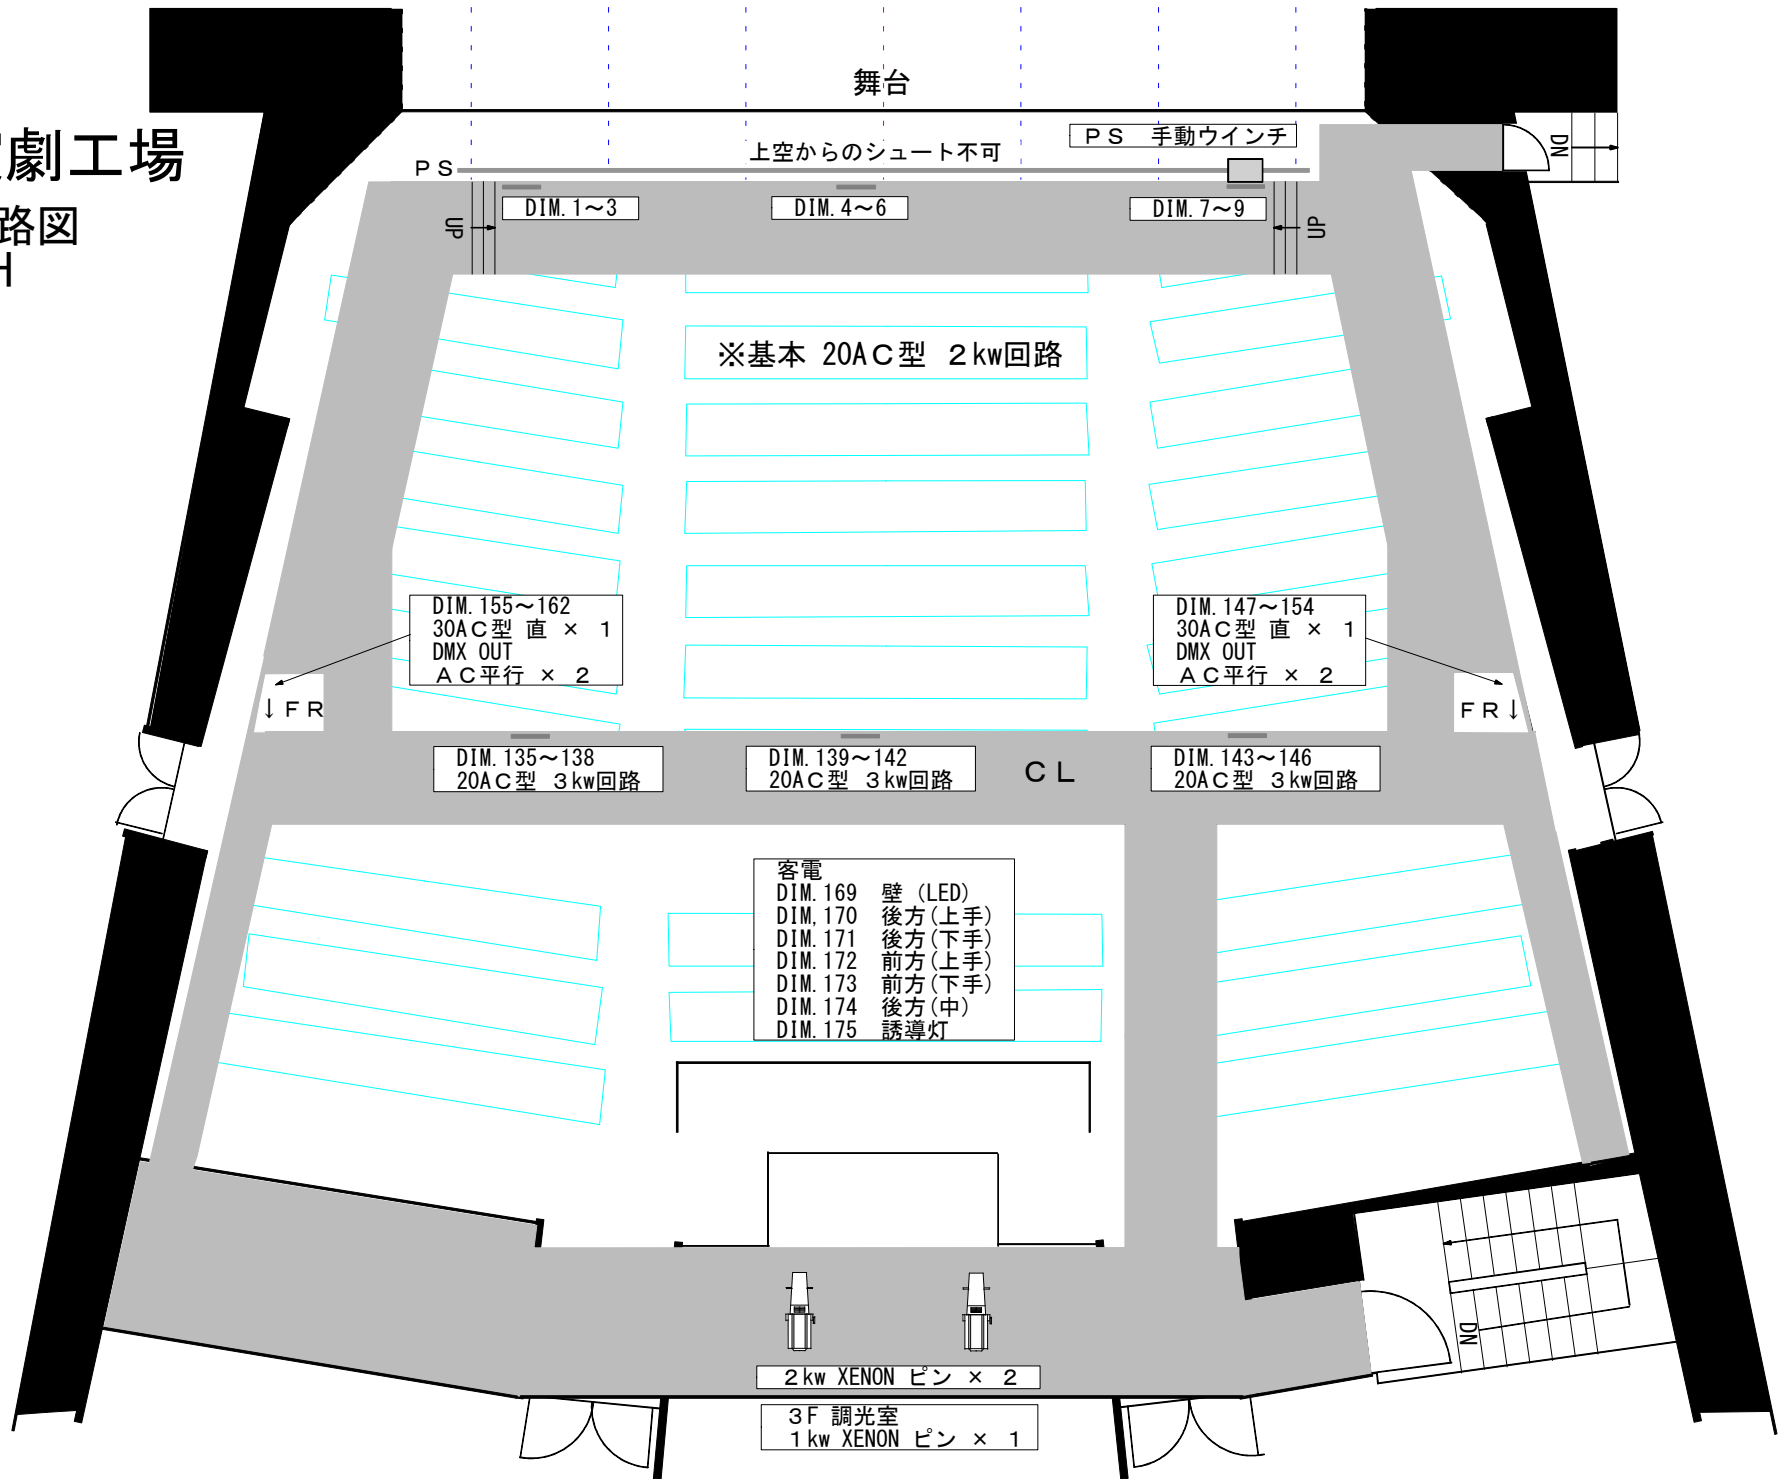 舞台
劇工場
路図
PS 手動ウインチ
上空からのシュート不可
PS
DN
DIM.1～3
DIM.4～6
DIM.7～9
UP
UP
※基本 20AC型 2kw回路
DIM.155～162
30AC型 直 × 1
DMX OUT
AC平行 × 2
DIM.147～154
30AC型 直 × 1
DMX OUT
AC平行 × 2
↓FR
FR↓
DIM.135～138
20AC型 3kw回路
DIM.139～142
20AC型 3kw回路
CL
DIM.143～146
20AC型 3kw回路
客電
DIM.169 壁 (LED)
DIM,170 後方(上手)
DIM.171 後方(下手)
DIM.172 前方(上手)
DIM.173 前方(下手)
DIM.174 後方(中)
DIM.175 誘導灯
DN
2kw XENON ピン × 2
3F 調光室
1kw XENON ピン × 1